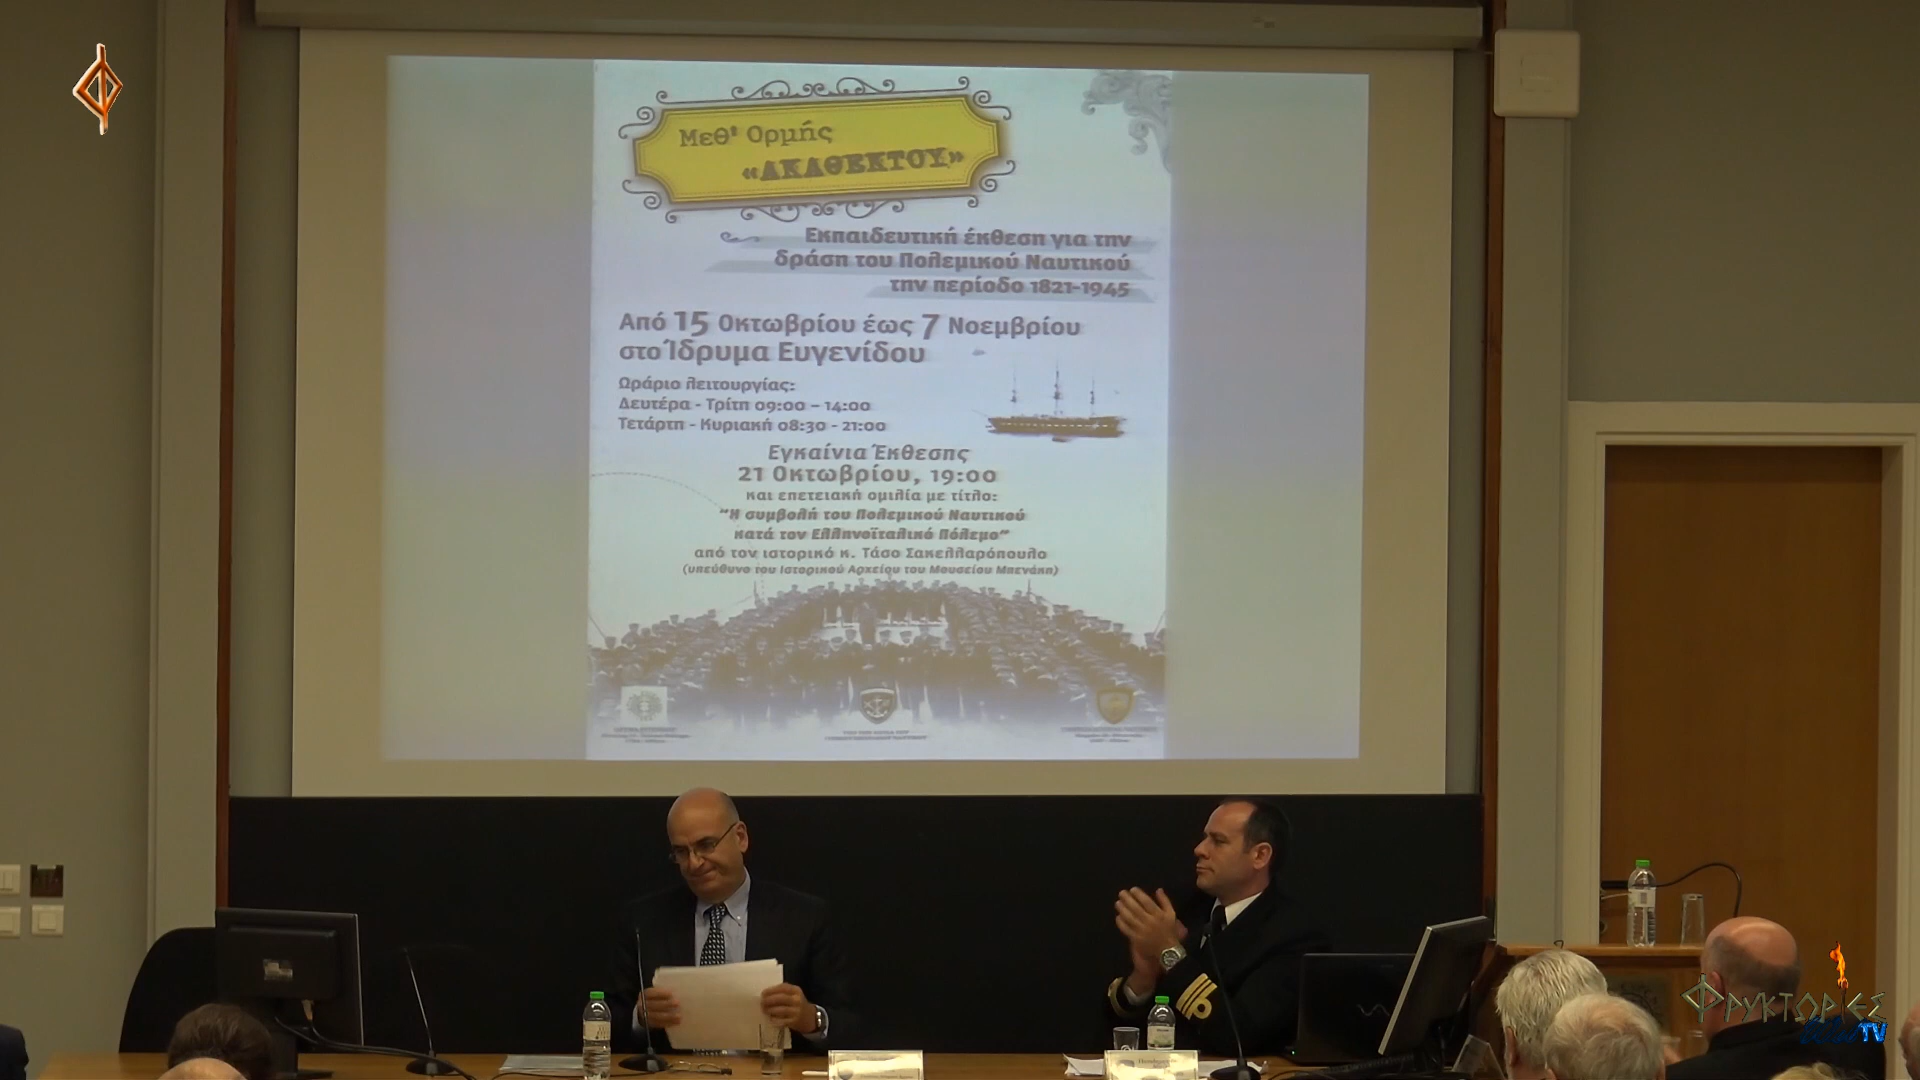 Μεθ' Ορμής
«ΑΚΑΘΕΚΤΟΥ»
Εκπαιδευτική έκθεση για την
δράση του Πολεμικού Ναυτικού
την περίοδο 1821-1945
Από 15 Οκτωβρίου έως 7 Νοεμβρίου
στο Ίδρυμα Ευγενίδου
Ωράριο λειτουργίας:
Δευτέρα - Τρίτη 09:00 – 14:00
Τετάρτη - Κυριακή 08:30 - 21:00
Εγκαίνια Έκθεσης
21 Οκτωβρίου, 19:00
και επετειακή ομιλία με τίτλο:
"Η συμβολή του Πολεμικού Ναυτικού
κατά τον Ελληνοϊταλικό Πόλεμο"
από τον ιστορικό κ. Τάσο Σακελλαρόπουλο
(υπεύθυνο του Ιστορικού Αρχείου του Μουσείου Μπενάκη)
ΦΡΥΚΤΟΡΙΕΣ
TV